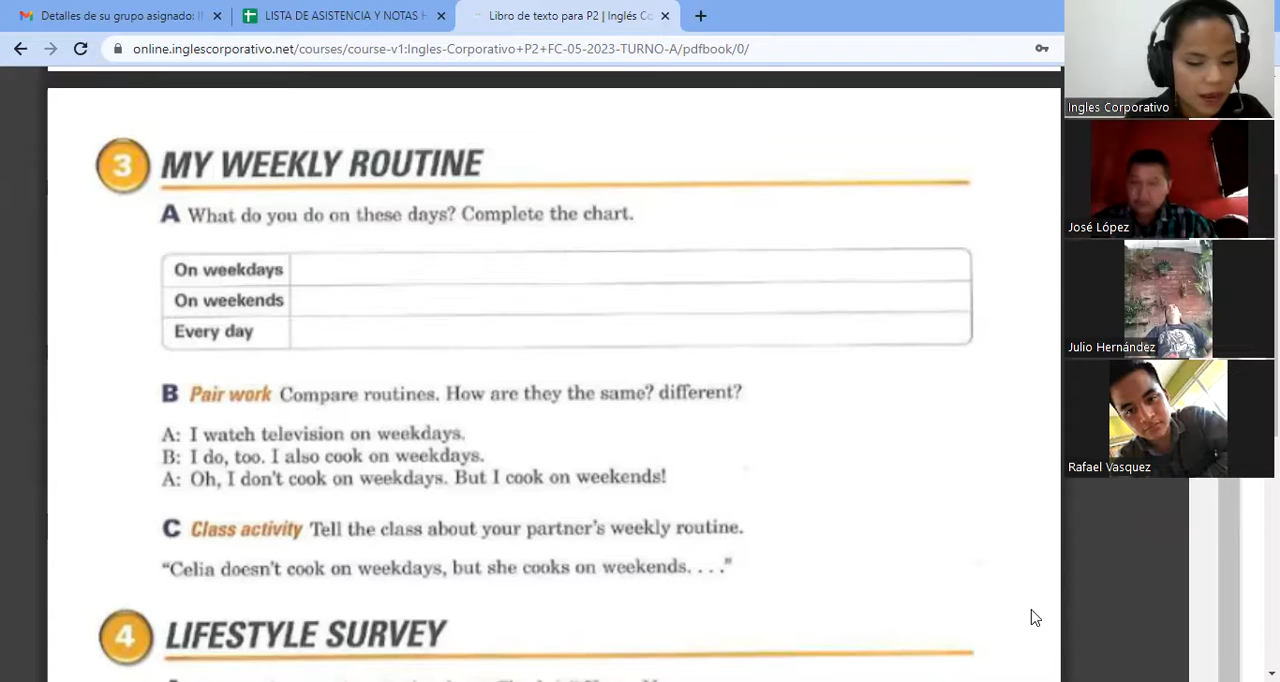 Detalles de su grupo asignado: I
LISTA DE ASISTENCIA Y NOTAS
Libro de texto para P2 | Inglés Co
online.inglescorporativo.net/courses/course-v1:Ingles-Corporativo+P2+FC-05-2023-TURNO-A/pdfbook/0/
Ingles Corporativo
José López
Julio Hernández
Rafael Vasquez
3 MY WEEKLY ROUTINE
A What do you do on these days? Complete the chart.
On weekdays
On weekends
Every day
B Pair work Compare routines. How are they the same? different?
A: I watch television on weekdays.
B: I do, too. I also cook on weekdays.
A: Oh, I don't cook on weekdays. But I cook on weekends!
C Class activity Tell the class about your partner's weekly routine.
"Celia doesn't cook on weekdays, but she cooks on weekends. . . ."
4 LIFESTYLE SURVEY